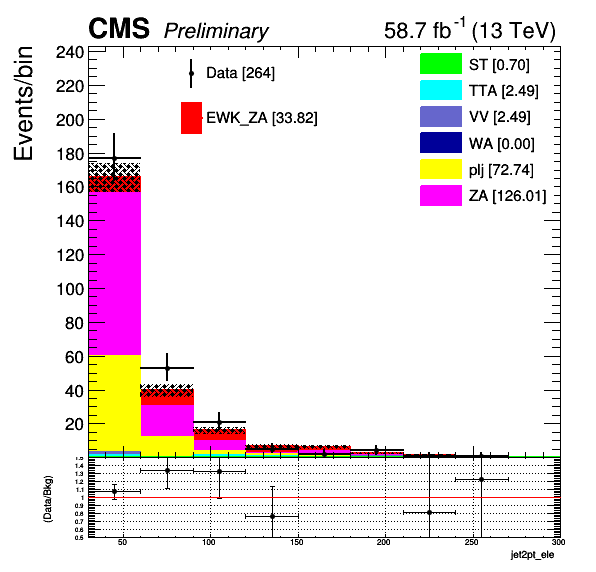 CMS Preliminary 58.7 fb⁻¹ (13 TeV)
Events/bin
240
220
200
180
160
140
120
100
80
60
40
20
Data [264]
EWK_ZA [33.82]
ST [0.70]
TTA [2.49]
VV [2.49]
WA [0.00]
plj [72.74]
ZA [126.01]
(Data/Bkg)
1.5
1.4
1.3
1.2
1.1
1
0.9
0.8
0.7
0.6
0.5
50 100 150 200 250 300
jet2pt_ele